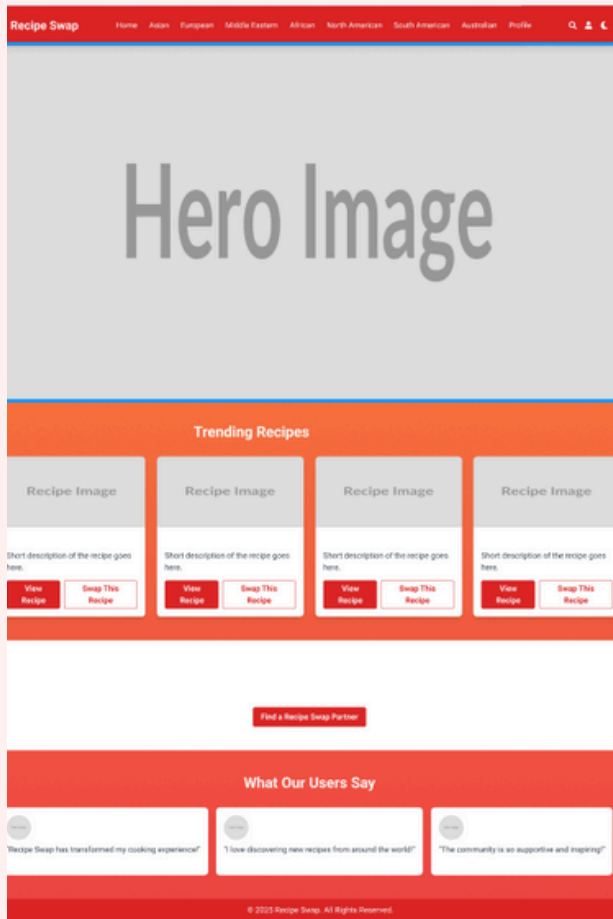 Recipe Swap Home Asian European Middle Eastern African North American South American Australian Profile
Hero Image
Trending Recipes
Recipe Image Recipe Image Recipe Image Recipe Image
Short description of the recipe goes Short description of the recipe goes Short description of the recipe goes Short description of the recipe goes
here. here. here. here.
View Swap This View Swap This View Swap This View Swap This
Recipe Recipe Recipe Recipe Recipe Recipe Recipe Recipe
Find a Recipe Swap Partner
What Our Users Say
"Recipe Swap has transformed my cooking experience!" "I love discovering new recipes from around the world!" "The community is so supportive and inspiring!"
© 2025 Recipe Swap. All Rights Reserved.